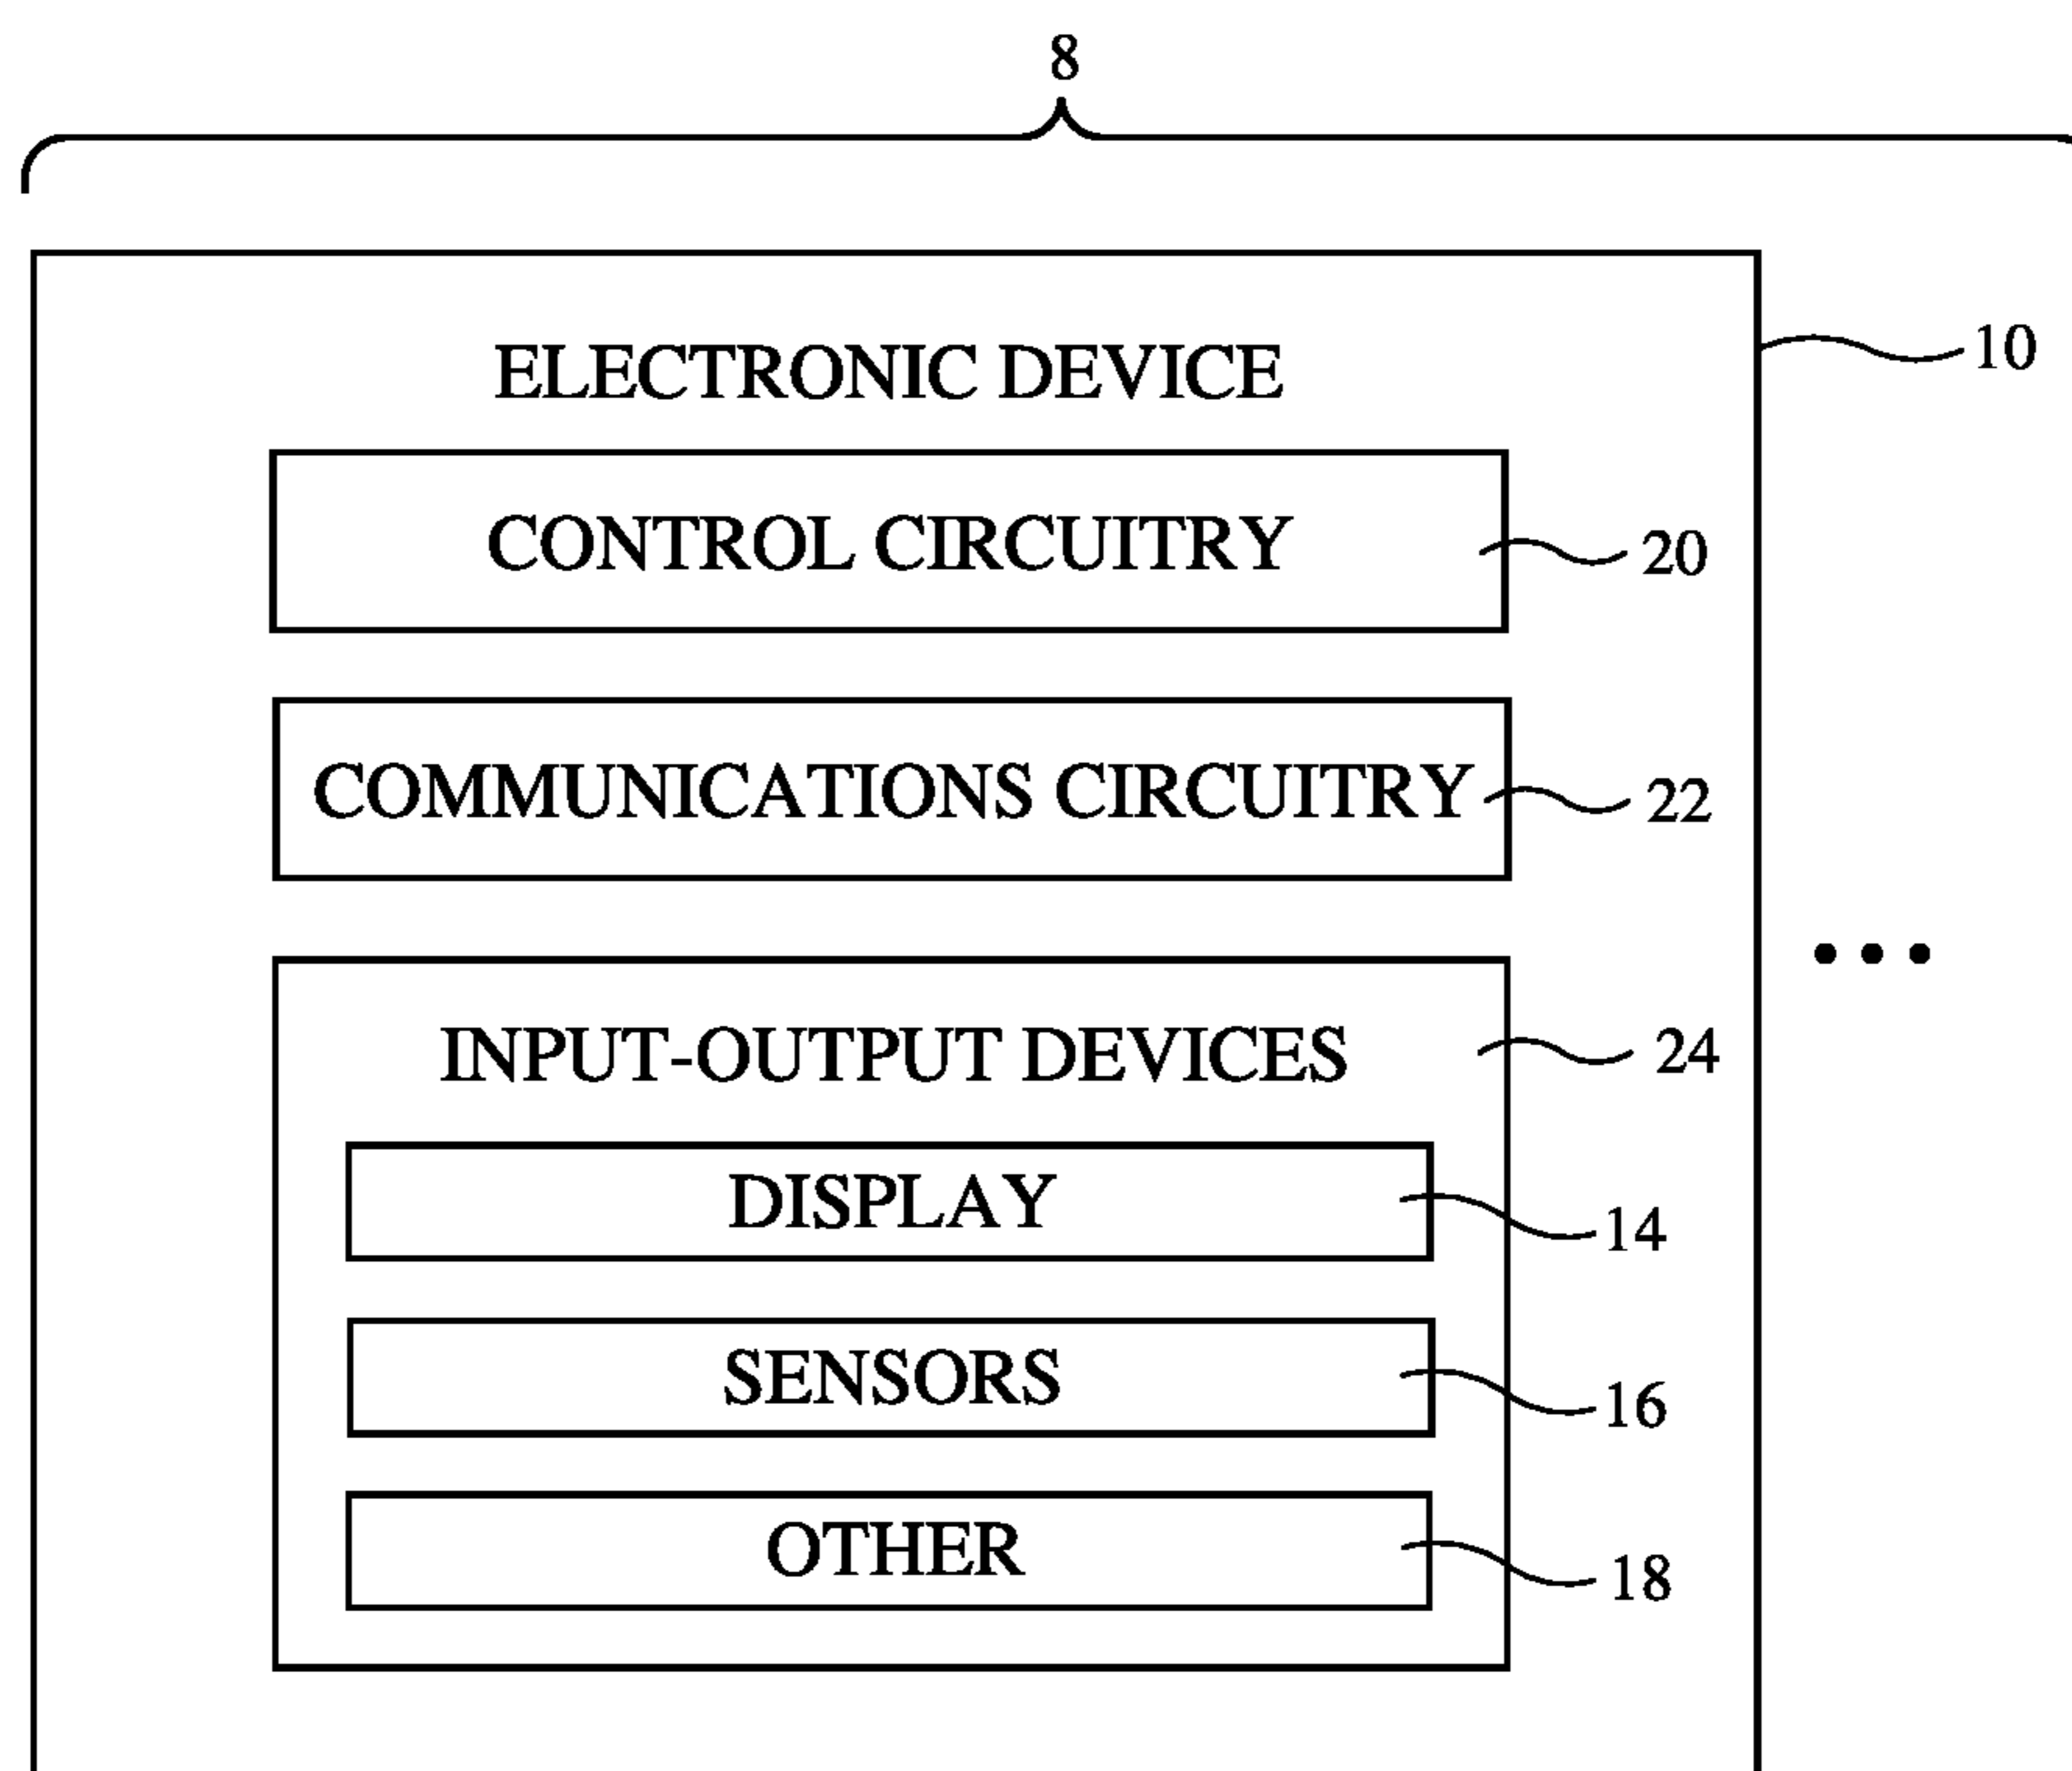 8
ELECTRONIC DEVICE
10
CONTROL CIRCUITRY
20
COMMUNICATIONS CIRCUITRY
22
INPUT-OUTPUT DEVICES
24
DISPLAY
14
SENSORS
16
OTHER
18